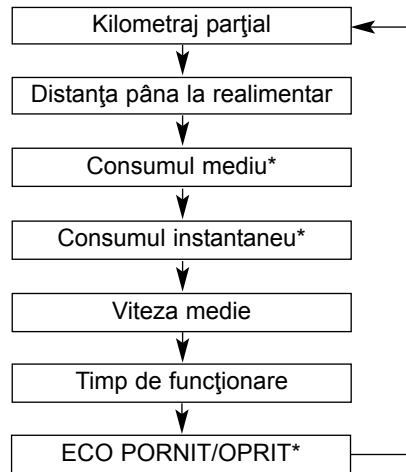 Kilometraj parţial
Distanţa pâna la realimentar
Consumul mediu*
Consumul instantaneu*
Viteza medie
Timp de funcţionare
ECO PORNIT/OPRIT*